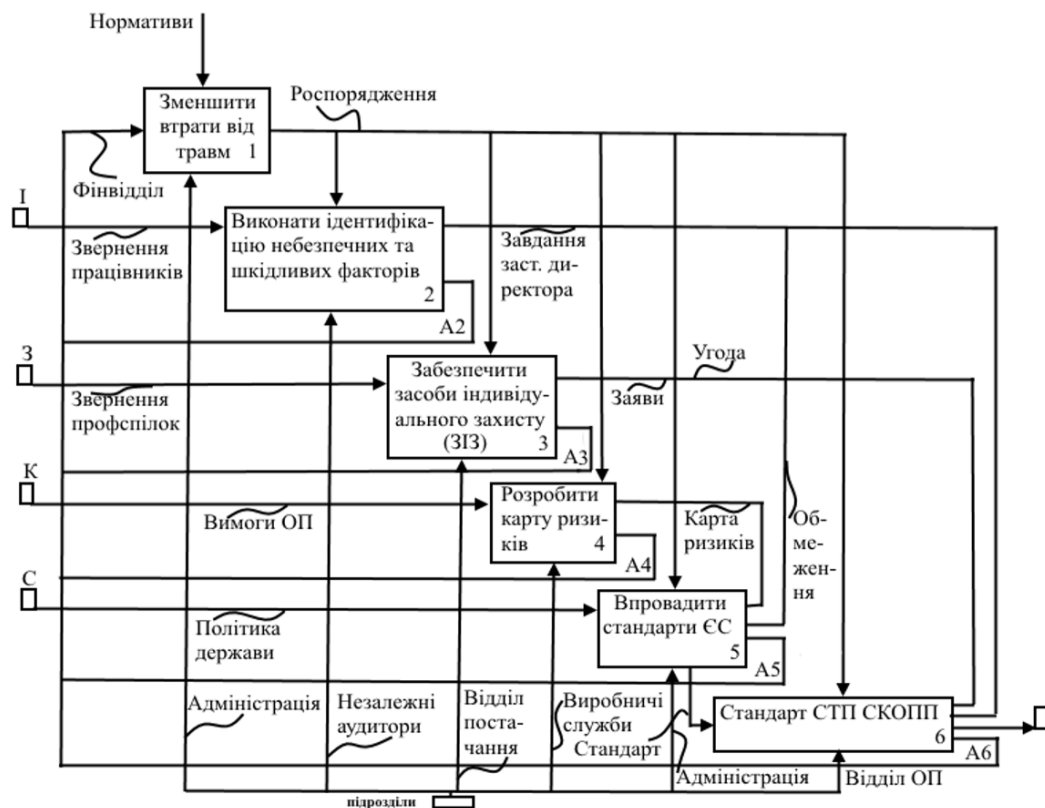 Нормативи
Зменшити
втрати від
травм 1
Роспорядження
Фінвідділ
І
Звернення
працівників
Виконати ідентифіка-
цію небезпечних та
шкідливих факторів
2
Завдання
заст. ди-
ректора
А2
З
Звернення
профспілок
Забезпечити
засоби індивіду-
ального захисту
(ЗІЗ) 3
Угода
Заяви
А3
К
Вимоги ОП
Розробити
карту ризи-
ків 4
Карта
ризиків
Об-
ме-
жен-
ня
А4
С
Політика
держави
Впровадити
стандарти ЄС
5
А5
Адміністрація
Незалежні
аудитори
Відділ
поста-
чання
Виробничі
служби
Стандарт
Адміністрація
Стандарт СТП СКОПП
6
А6
Відділ ОП
підрозділи